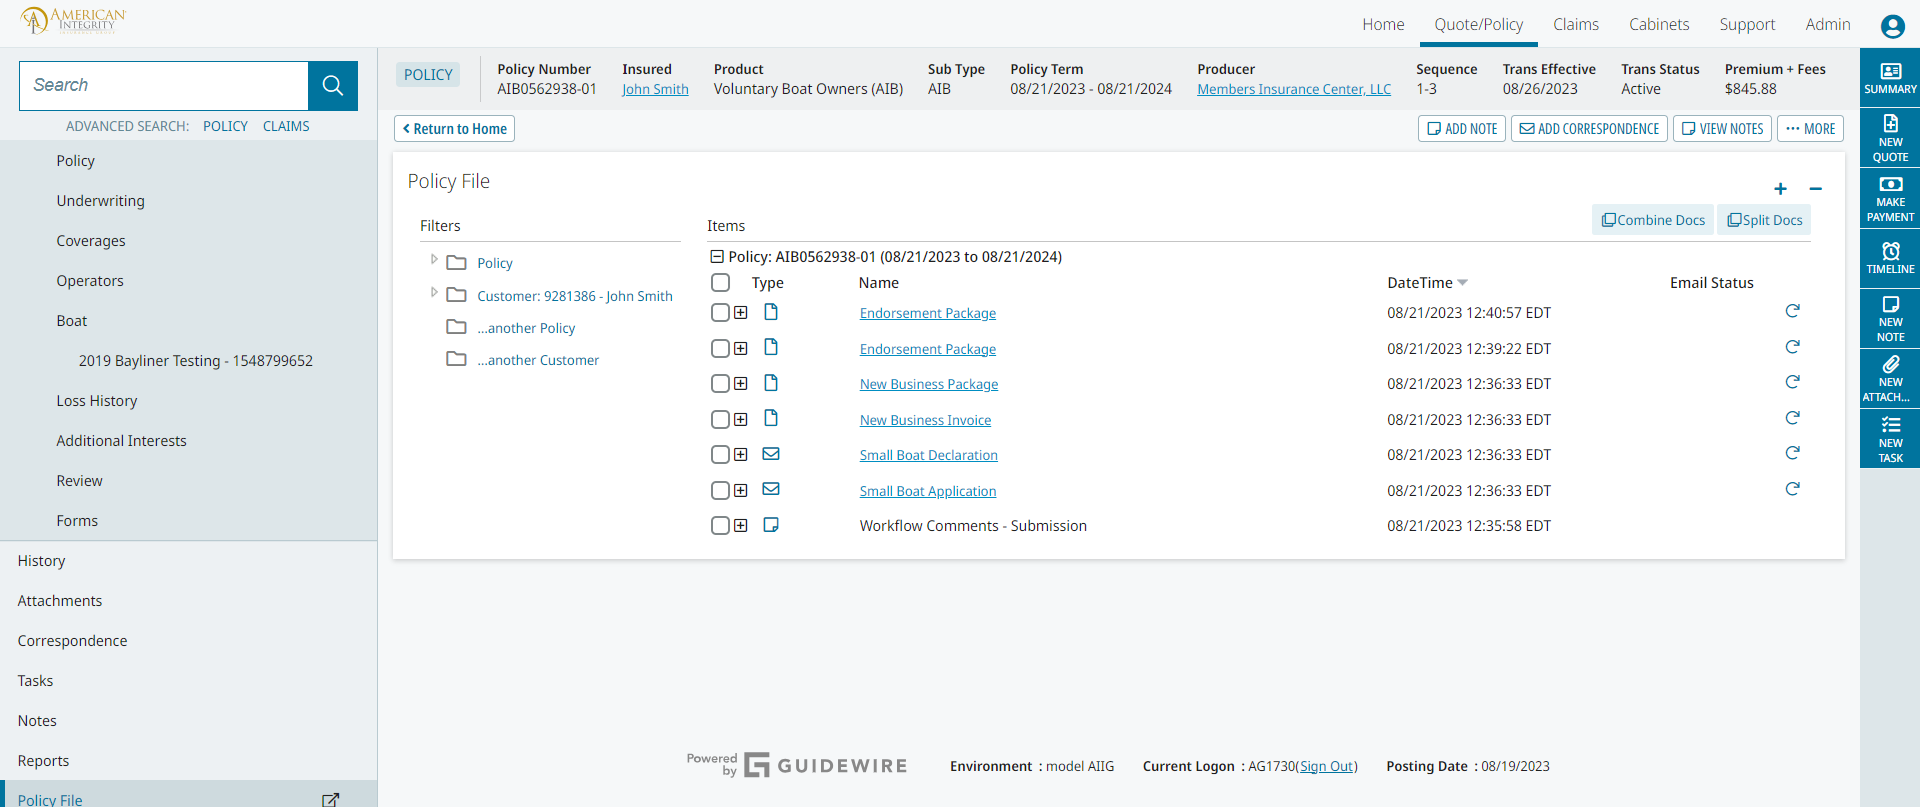 AMERICAN
INTEGRITY
Home
Quote/Policy
Claims
Cabinets
Support
Admin
Search
ADVANCED SEARCH: POLICY CLAIMS
Policy
Underwriting
Coverages
Operators
Boat
2019 Bayliner Testing - 1548799652
Loss History
Additional Interests
Review
Forms
History
Attachments
Correspondence
Tasks
Notes
Reports
Policy File
POLICY
Policy Number
AIB0562938-01
Insured
John Smith
Product
Voluntary Boat Owners (AIB)
Sub Type
AIB
Policy Term
08/21/2023 - 08/21/2024
Producer
Members Insurance Center, LLC
Sequence
1-3
Trans Effective
08/26/2023
Trans Status
Active
Premium + Fees
$845.88
Return to Home
ADD NOTE
ADD CORRESPONDENCE
VIEW NOTES
MORE
Policy File
Filters
Policy
Customer: 9281386 - John Smith
...another Policy
...another Customer
Items
Combine Docs
Split Docs
Policy: AIB0562938-01 (08/21/2023 to 08/21/2024)
Type Name DateTime Email Status
Endorsement Package 08/21/2023 12:40:57 EDT
Endorsement Package 08/21/2023 12:39:22 EDT
New Business Package 08/21/2023 12:36:33 EDT
New Business Invoice 08/21/2023 12:36:33 EDT
Small Boat Declaration 08/21/2023 12:36:33 EDT
Small Boat Application 08/21/2023 12:36:33 EDT
Workflow Comments - Submission 08/21/2023 12:35:58 EDT
SUMMARY
NEW
QUOTE
MAKE
PAYMENT
TIMELINE
NEW
NOTE
NEW
ATTACH...
NEW
TASK
Powered
by
GUIDEWIRE
Environment : model AIIG
Current Logon : AG1730(Sign Out)
Posting Date : 08/19/2023